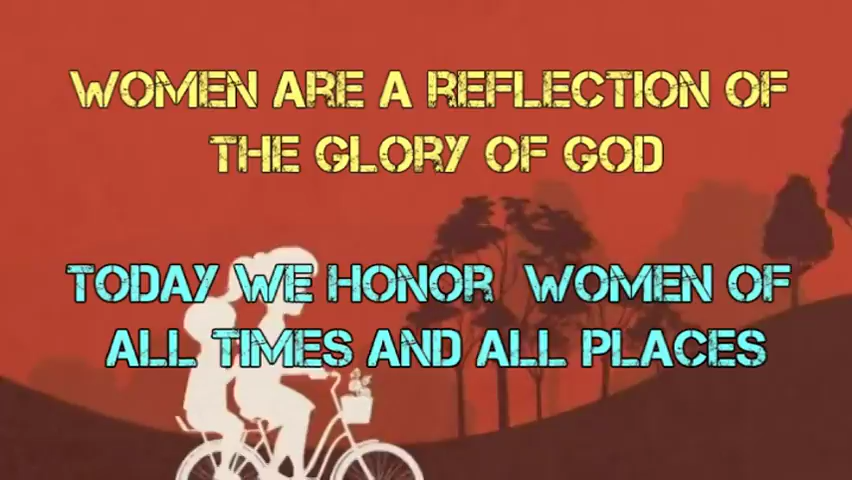 WOMEN ARE A REFLECTION OF
THE GLORY OF GOD
TODAY WE HONOR WOMEN OF
ALL TIMES AND ALL PLACES